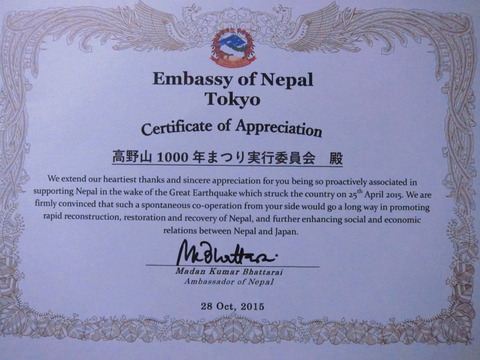 Embassy of Nepal
Tokyo
Certificate of Appreciation
高野山 1000 年まつり実行委員会 殿
We extend our heartiest thanks and sincere appreciation for you being so proactively associated in
supporting Nepal in the wake of the Great Earthquake which struck the country on 25th April 2015. We are
firmly convinced that such a spontaneous co-operation from your side would go a long way in promoting
rapid reconstruction, restoration and recovery of Nepal, and further enhancing social and economic
relations between Nepal and Japan.
Madan Kumar Bhattarai
Ambassador of Nepal
28 Oct, 2015